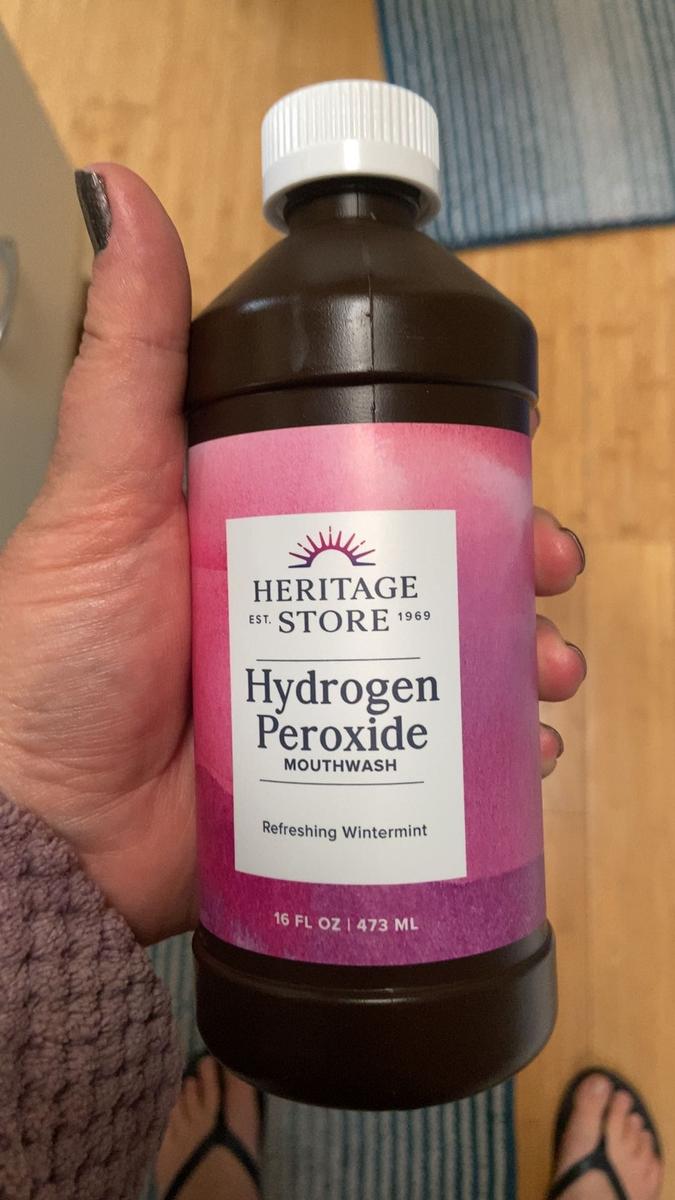 HERITAGE
EST. STORE 1969
Hydrogen
Peroxide
MOUTHWASH
Refreshing Wintermint
16 FL OZ | 473 ML